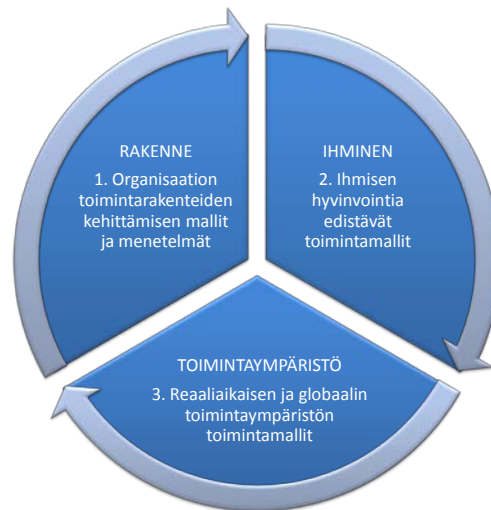 RAKENNE
1. Organisaation
toimintarakenteiden
kehittämisen mallit
ja menetelmät
IHMINEN
2. Ihmisen
hyvinvointia
edistävät
toimintamallit
TOIMINTAYMPÄRISTÖ
3. Reaaliaikaisen ja globaalin
toimintaympäristön
toimintamallit